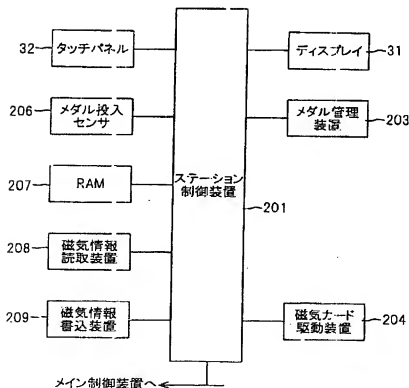 32
タッチパネル
ディスプレイ
31
206
メダル投入
センサ
メダル管理
装置
203
207
RAM
ステーション
制御装置
201
208
磁気情報
読取装置
209
磁気情報
書込装置
磁気カード
駆動装置
204
メイン制御装置へ